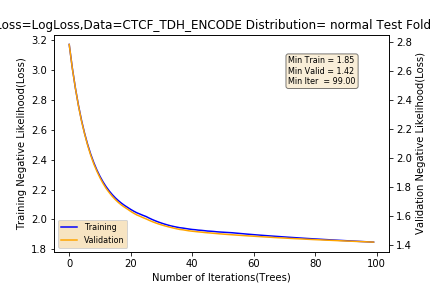 Loss=LogLoss,Data=CTCF_TDH_ENCODE Distribution= normal Test Fold
3.2
3.0
2.8
2.6
2.4
2.2
2.0
1.8
Training Negative Likelihood(Loss)
Min Train = 1.85
Min Valid = 1.42
Min Iter = 99.00
Training
Validation
2.8
2.6
2.4
2.2
2.0
1.8
1.6
1.4
Validation Negative Likelihood(Loss)
0 20 40 60 80 100
Number of Iterations(Trees)